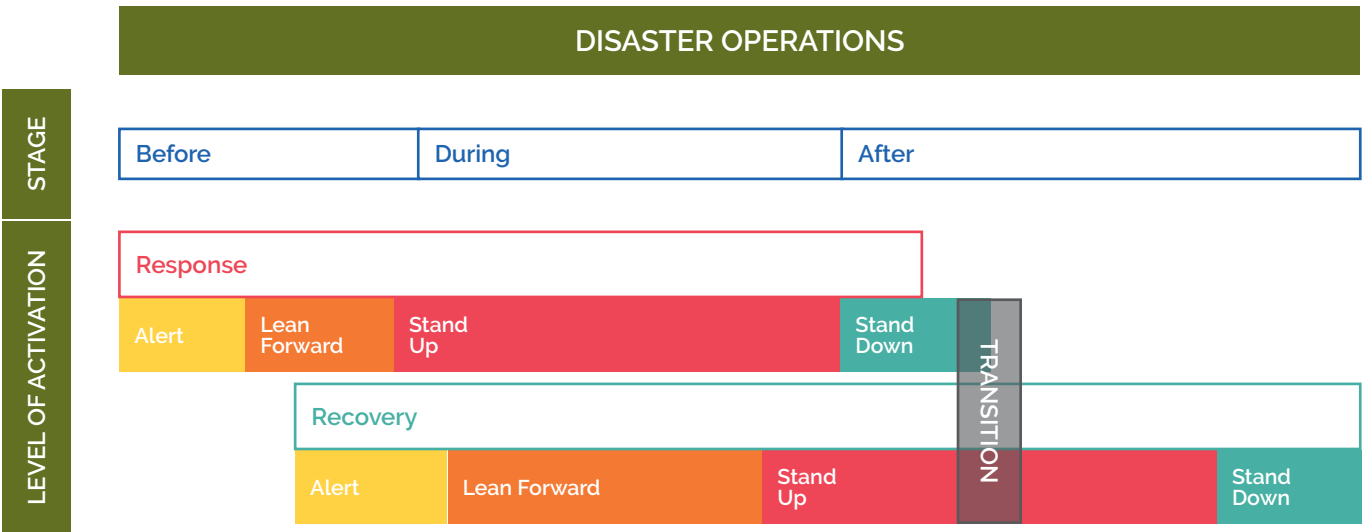 DISASTER OPERATIONS
STAGE
Before
During
After
LEVEL OF ACTIVATION
Response
Alert
Lean
Forward
Stand
Up
Stand
Down
TRANSITION
Recovery
Alert
Lean Forward
Stand
Up
Stand
Down